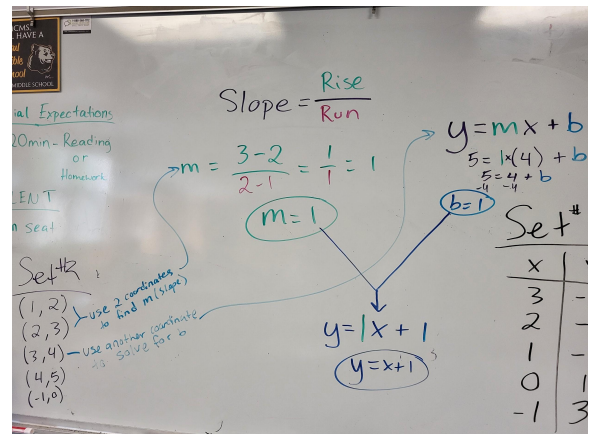 CMS
HAVE A
MIDDLE SCHOOL
ial Expectations
20min - Reading
or
Homework
LENT
n seat
Slope = Rise
Run
m = 3-2 = 1 = 1
2-1 1
m=1
y=mx+b
5=1x(4)+b
5=4+b
-4 -4
b=1
y=1x+1
y=x+1
Set#2
(1,2)
(2,3)
(3,4)
(4,5)
(-1,0)
use 2 coordinates
to find m(slope)
use another coordinate
to solve for b
Set#
x
3 -
2 -
1 -
0 1
-1 3